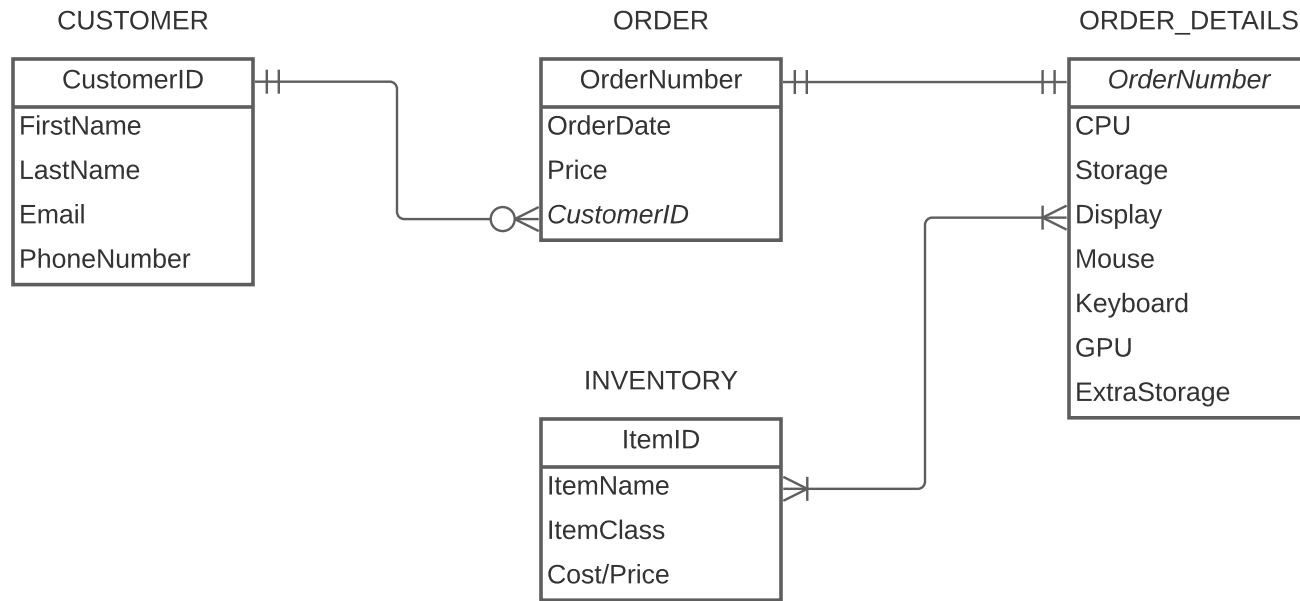 CUSTOMER
CustomerID
FirstName
LastName
Email
PhoneNumber
ORDER
OrderNumber
OrderDate
Price
CustomerID
ORDER_DETAILS
OrderNumber
CPU
Storage
Display
Mouse
Keyboard
GPU
ExtraStorage
INVENTORY
ItemID
ItemName
ItemClass
Cost/Price